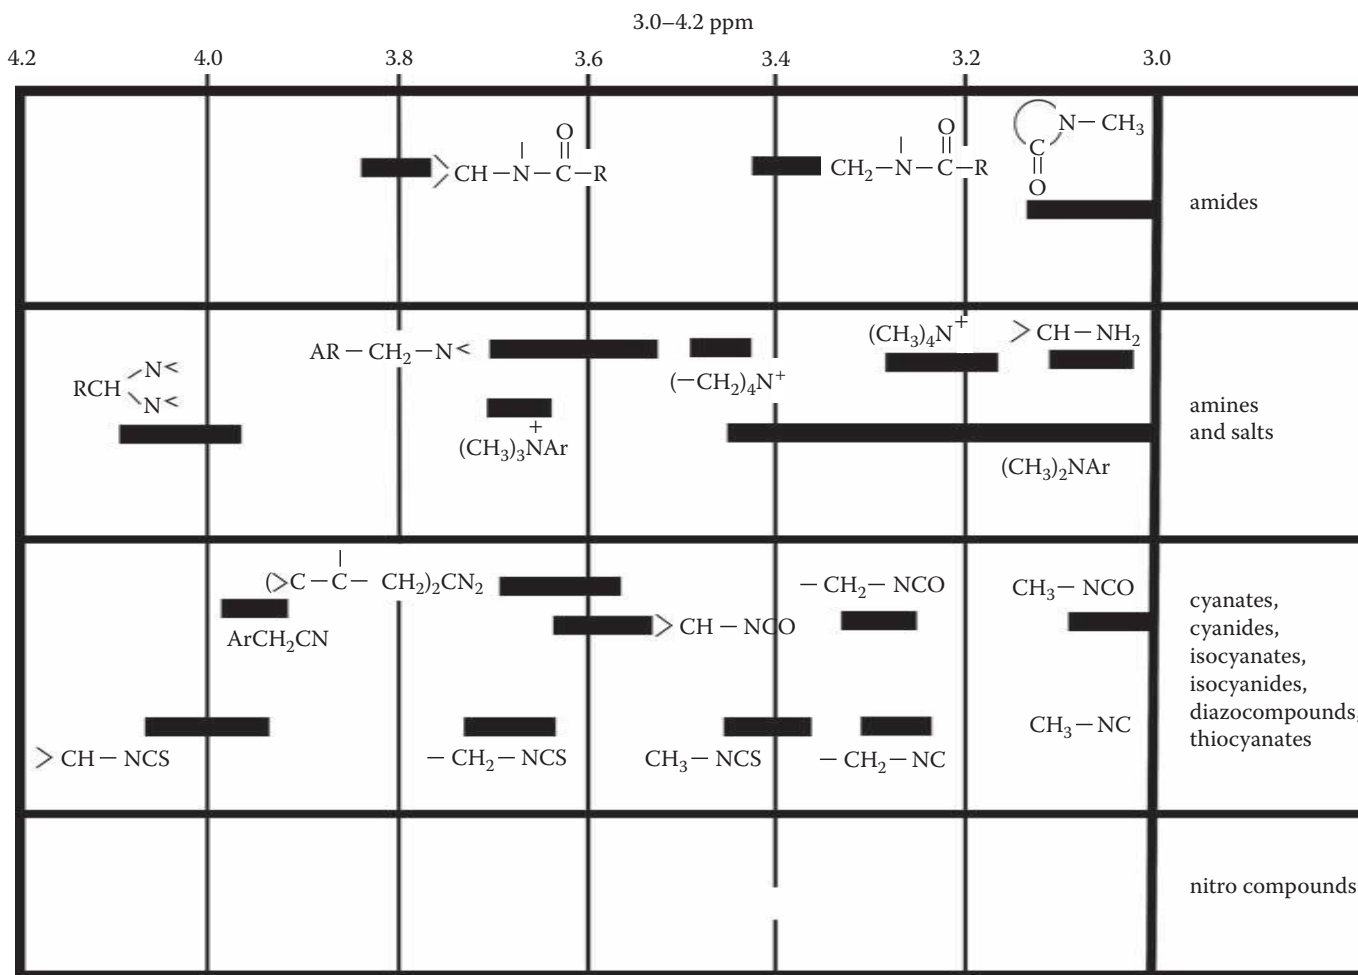 3.0–4.2 ppm
4.2 4.0 3.8 3.6 3.4 3.2 3.0
>CH—N—C—R
O
CH₂—N—C—R
O
N—CH₃
C
O
amides
AR—CH₂—N<
RCH
N<
N<
(CH₃)₃NAr
+
(—CH₂)₄N⁺
(CH₃)₄N⁺
>CH—NH₂
(CH₃)₂NAr
amines
and salts
(>C—C— CH₂)₂CN₂
ArCH₂CN
>CH—NCO
—CH₂—NCO
CH₃—NCO
>CH—NCS
—CH₂—NCS
CH₃—NCS
—CH₂—NC
CH₃—NC
cyanates,
cyanides,
isocyanates,
isocyanides,
diazocompounds,
thiocyanates
nitro compounds